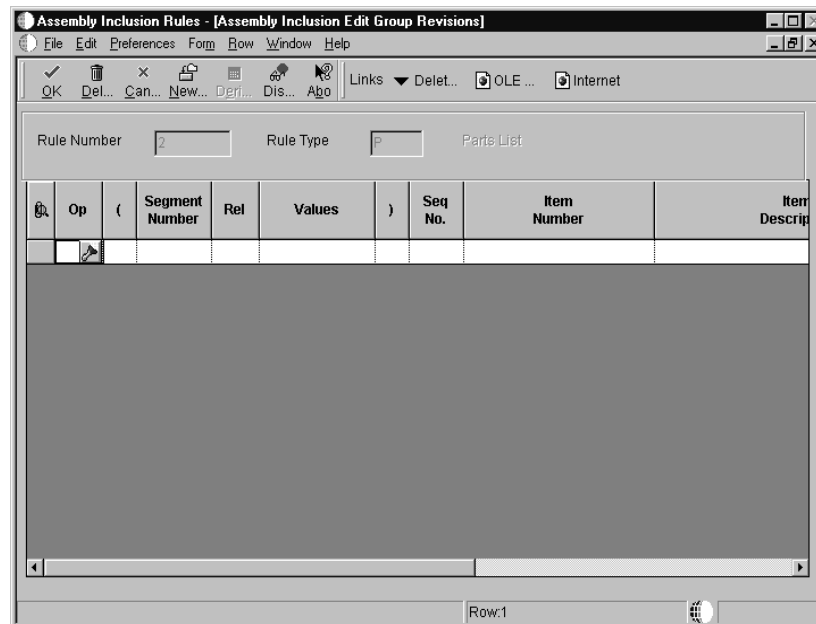 Assembly Inclusion Rules - [Assembly Inclusion Edit Group Revisions]
File Edit Preferences Form Row Window Help
OK Del... Can... New... Deri... Dis... Abo Links Delet... OLE ... Internet
Rule Number 2 Rule Type P Parts List
Op ( Segment Number Rel Values ) Seq No. Item Number Item Descrip
Row:1